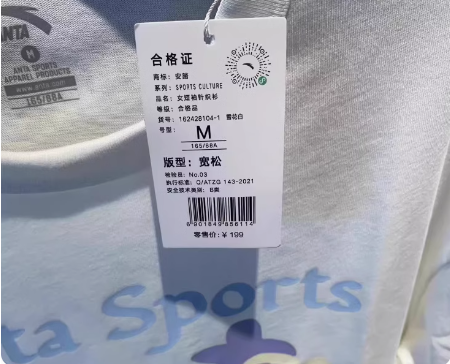 ANTA
M
ANTA SPORTS
APPAREL PRODUCTS
165/88A
合格证
商标：安踏
系列：SPORTS CULTURE
品名：女短袖针织衫
等级：合格品
货号：162428104-1 雪花白
号型：
M
165/88A
版型：宽松
检验员：No.03
执行标准：Q/ATZG 143-2021
安全技术类别：B类
零售价：¥ 199
ta Sports